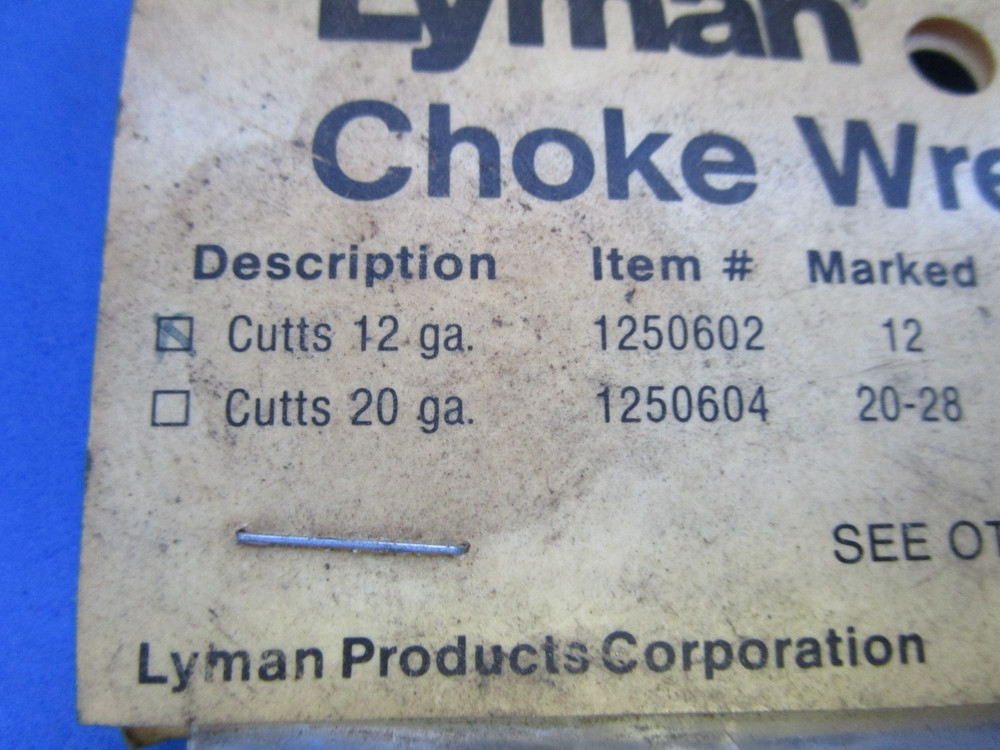 Lyman
Choke Wre
Description Item # Marked
Cutts 12 ga. 1250602 12
Cutts 20 ga. 1250604 20-28
SEE OT
Lyman Products Corporation